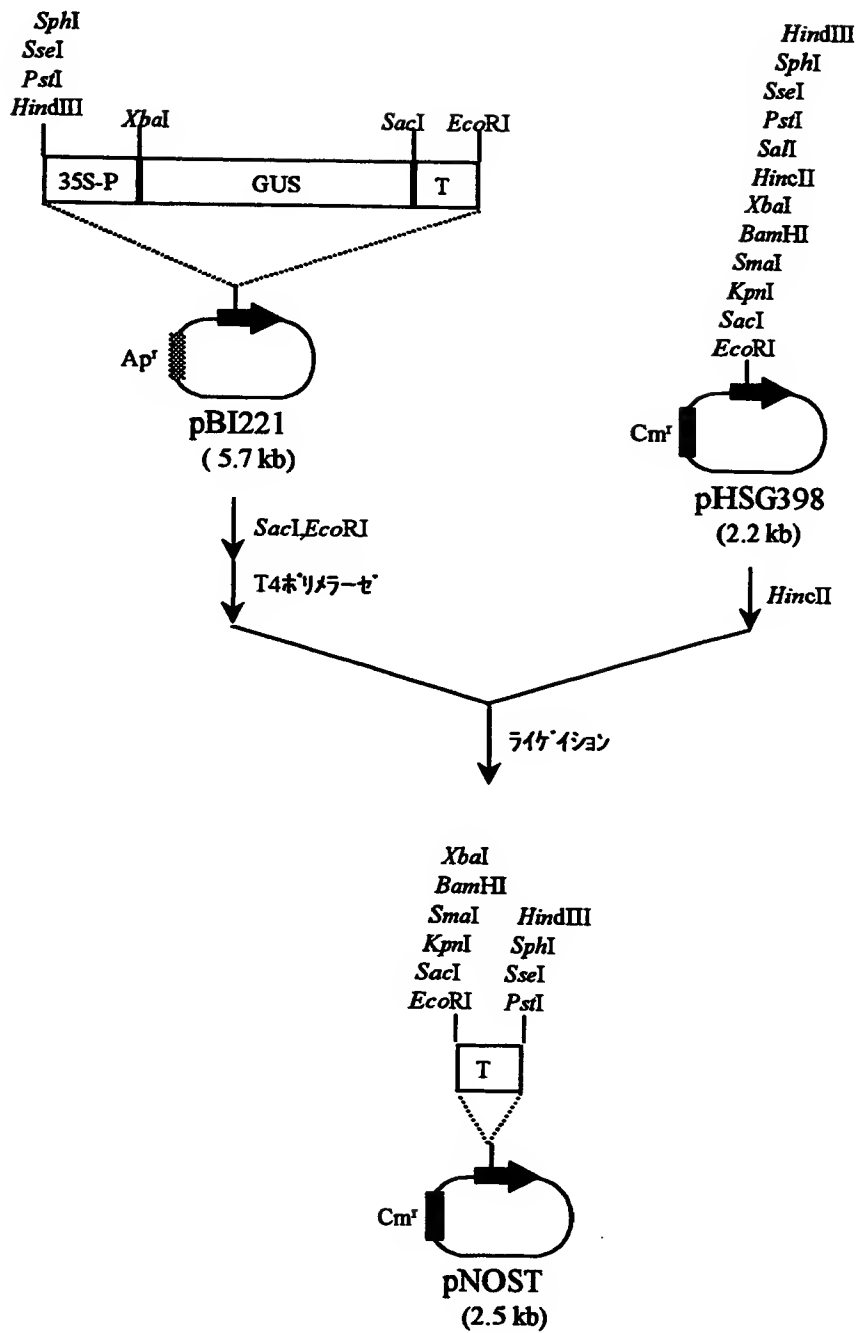 SphI
SseI
PstI
HindIII
XbaI
SacI
EcoRI
35S-P
GUS
T
Apʳ
pBI221
( 5.7 kb)
HindIII
SphI
SseI
PstI
SalI
HincII
XbaI
BamHI
SmaI
KpnI
SacI
EcoRI
Cmʳ
pHSG398
(2.2 kb)
SacI,EcoRI
T4ポリメラーゼ
HincII
ライゲイション
XbaI
BamHI
SmaI
KpnI
SacI
EcoRI
HindIII
SphI
SseI
PstI
T
Cmʳ
pNOST
(2.5 kb)